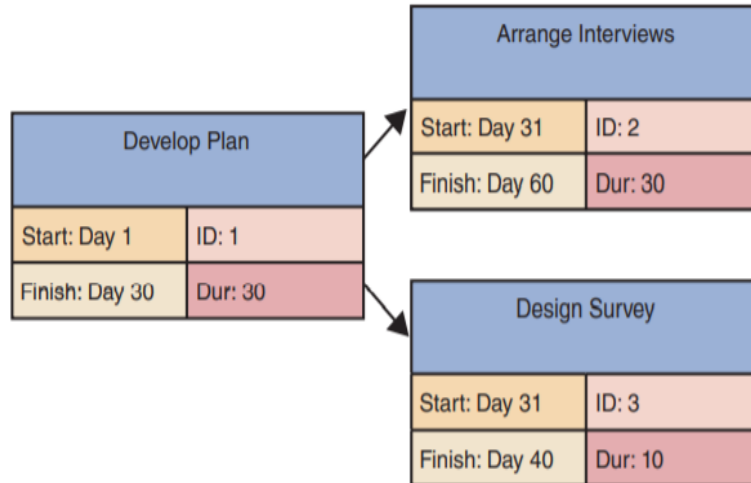 Develop Plan
Start: Day 1
ID: 1
Finish: Day 30
Dur: 30
Arrange Interviews
Start: Day 31
ID: 2
Finish: Day 60
Dur: 30
Design Survey
Start: Day 31
ID: 3
Finish: Day 40
Dur: 10